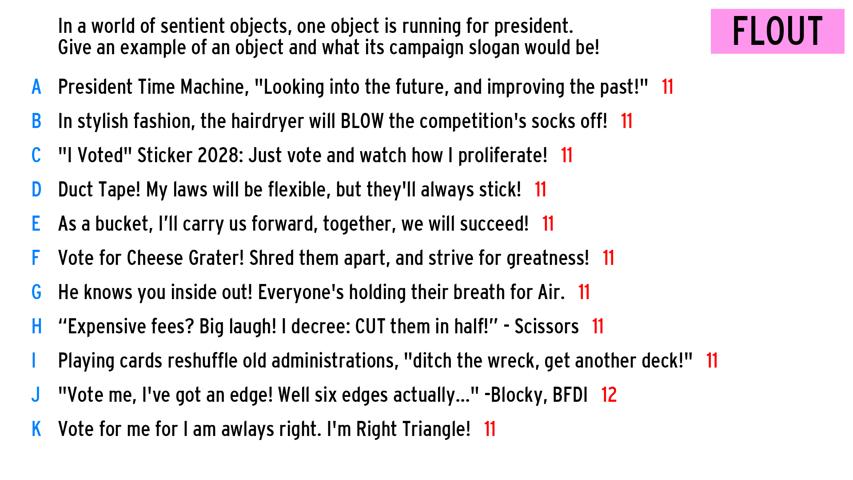 In a world of sentient objects, one object is running for president.
Give an example of an object and what its campaign slogan would be!
FLOUT
A President Time Machine, "Looking into the future, and improving the past!" 11
B In stylish fashion, the hairdryer will BLOW the competition's socks off! 11
C "I Voted" Sticker 2028: Just vote and watch how I proliferate! 11
D Duct Tape! My laws will be flexible, but they'll always stick! 11
E As a bucket, I’ll carry us forward, together, we will succeed! 11
F Vote for Cheese Grater! Shred them apart, and strive for greatness! 11
G He knows you inside out! Everyone's holding their breath for Air. 11
H “Expensive fees? Big laugh! I decree: CUT them in half!” - Scissors 11
I Playing cards reshuffle old administrations, "ditch the wreck, get another deck!" 11
J "Vote me, I've got an edge! Well six edges actually..." -Blocky, BFDI 12
K Vote for me for I am awlays right. I'm Right Triangle! 11